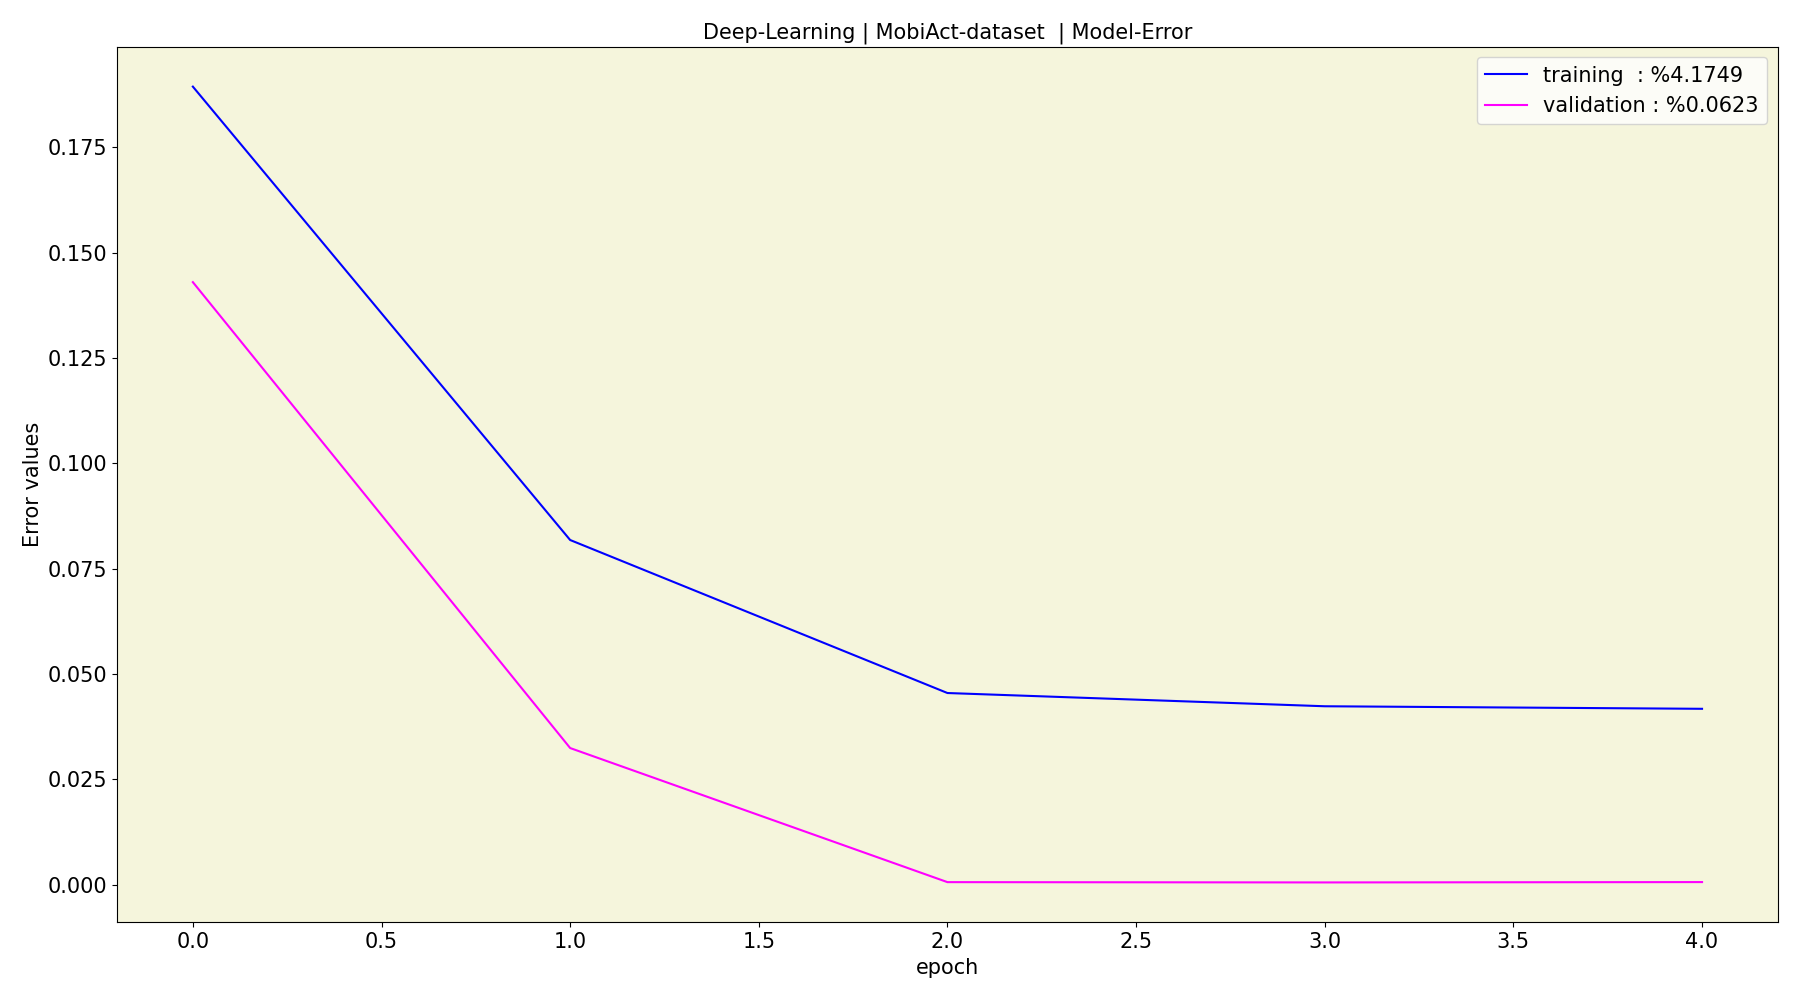 Deep-Learning | MobiAct-dataset  | Model-Error
training  : %4.1749
validation : %0.0623
Error values
0.175
0.150
0.125
0.100
0.075
0.050
0.025
0.000
0.0 0.5 1.0 1.5 2.0 2.5 3.0 3.5 4.0
epoch